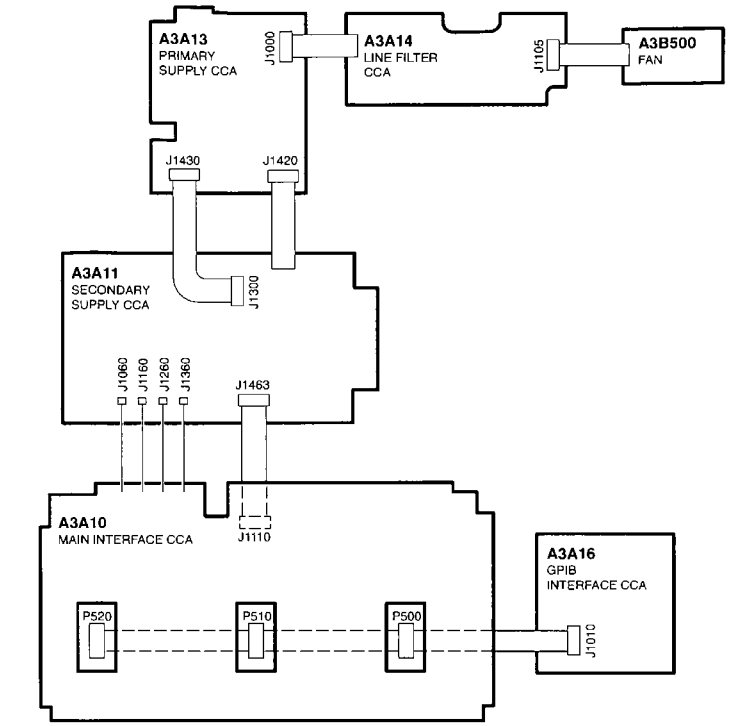 A3A13
PRIMARY
SUPPLY CCA
J1000
A3A14
LINE FILTER
CCA
J1105
A3B500
FAN
J1430
J1420
A3A11
SECONDARY
SUPPLY CCA
J1300
J1060
J1160
J1260
J1360
J1463
A3A10
MAIN INTERFACE CCA
J1110
A3A16
GPIB
INTERFACE CCA
P520
P510
P500
J1010